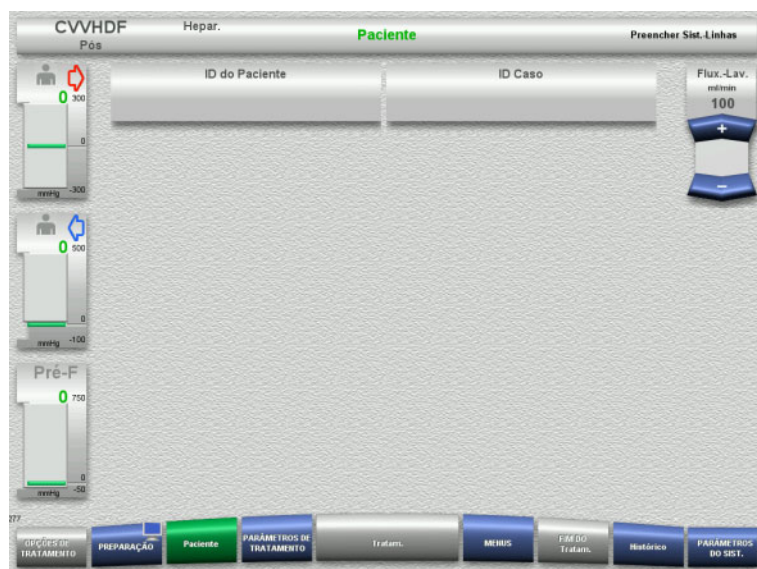 CVVHDF
Pós
Hepar.
Paciente
Preencher Sist.-Linhas
0
300
0
-300
mmHg
0
500
0
-100
mmHg
Pré-F
0
750
0
-50
mmHg
ID do Paciente
ID Caso
Flux.-Lav.
ml/min
100
+
–
277
OPÇÕES DE
TRATAMENTO
PREPARAÇÃO
Paciente
PARÂMETROS DE
TRATAMENTO
Tratam.
MENUS
FIM DO
Tratam.
Histórico
PARÂMETROS
DO SIST.